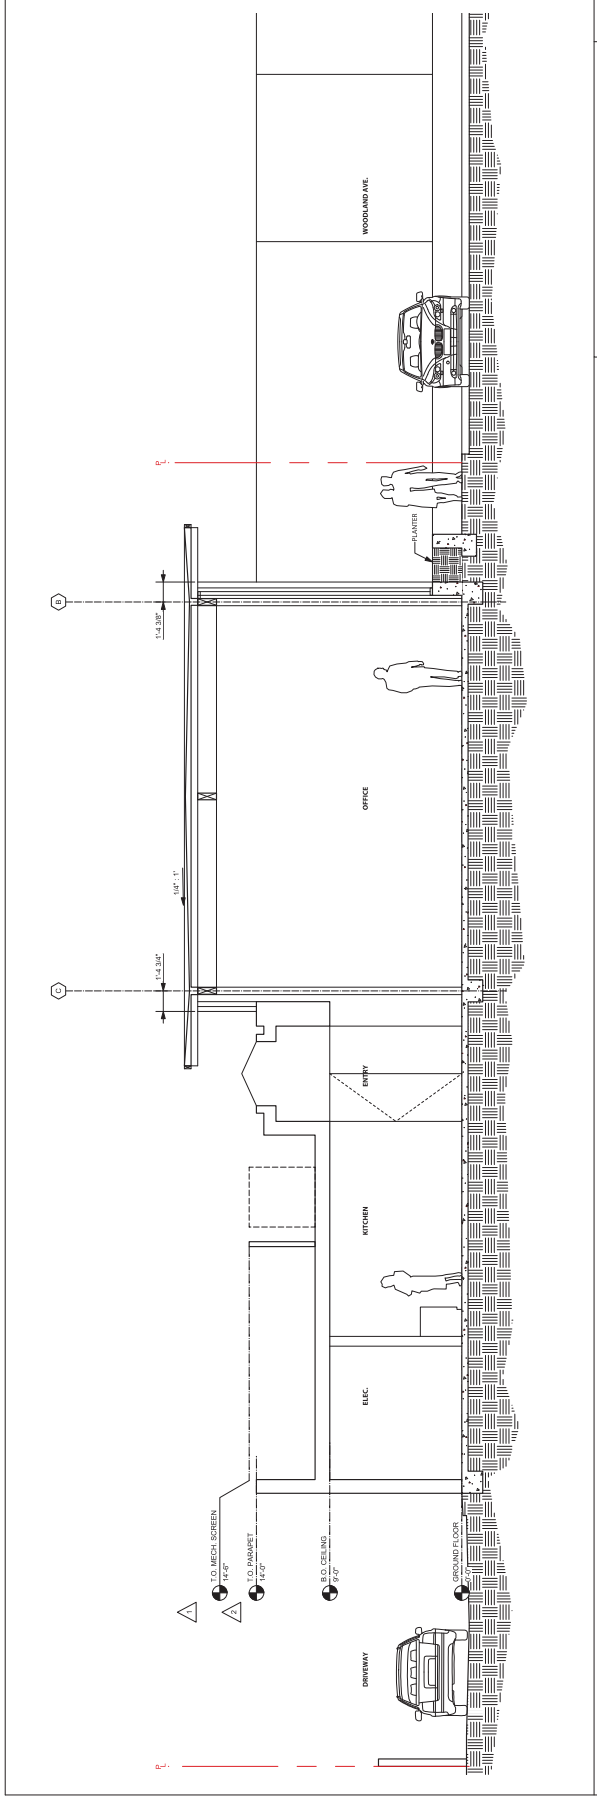 1
2
T.O. MECH. SCREEN
14'-6"
T.O. PARAPET
14'-0"
B.O. CEILING
9'-0"
GROUND FLOOR
0'-0"
C
B
1'-4 3/4"
1/4" : 1'
1'-4 3/8"
PL
PL
DRIVEWAY
ELEC.
KITCHEN
ENTRY
OFFICE
PLANTER
WOODLAND AVE.